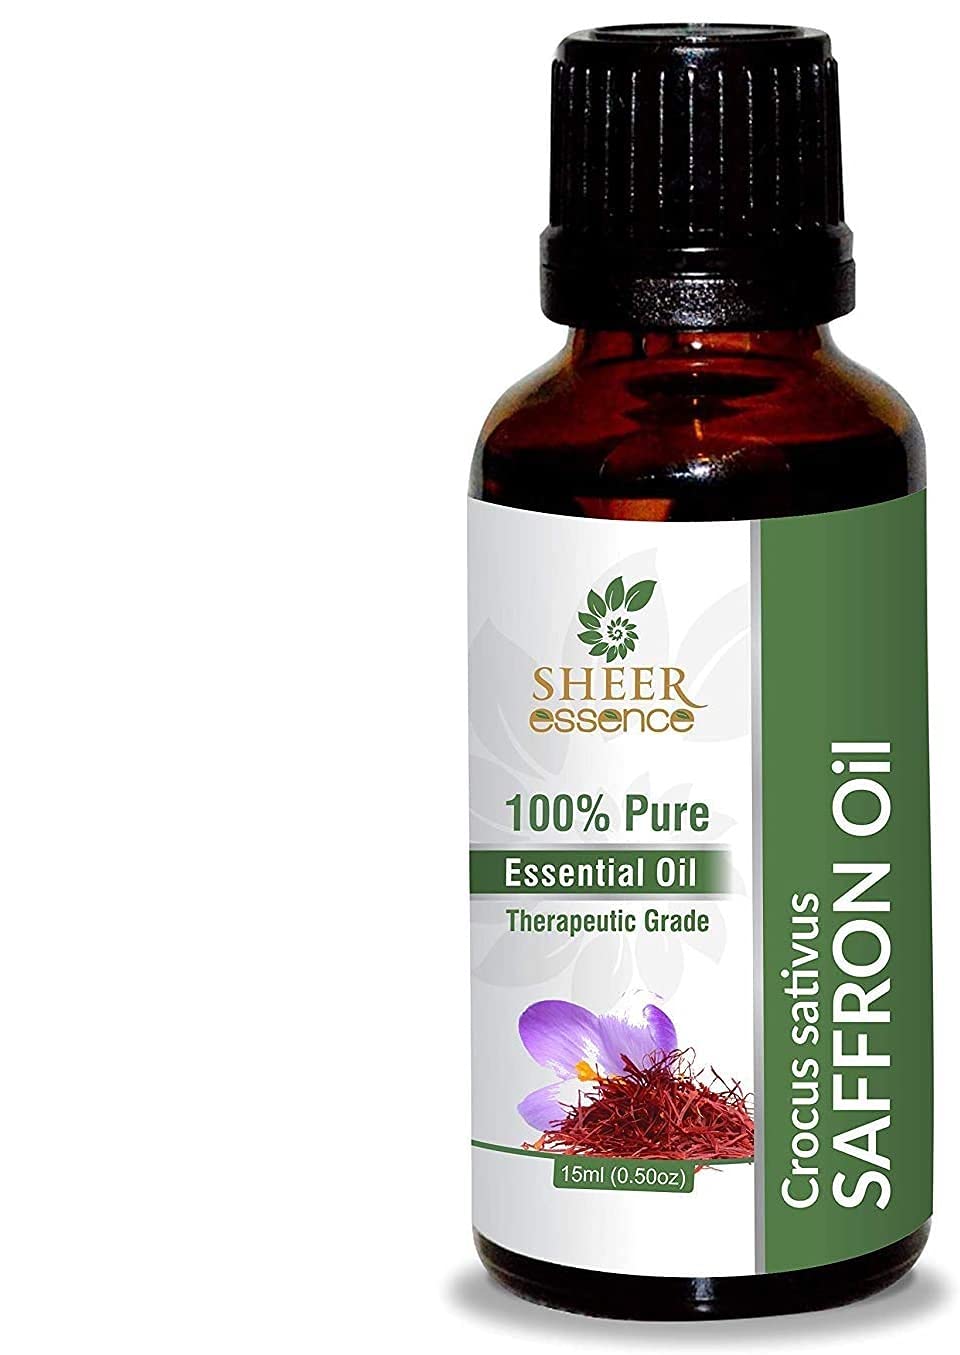 SHEER
essence
100% Pure
Essential Oil
Therapeutic Grade
15ml (0.50oz)
Crocus sativus
SAFFRON Oil